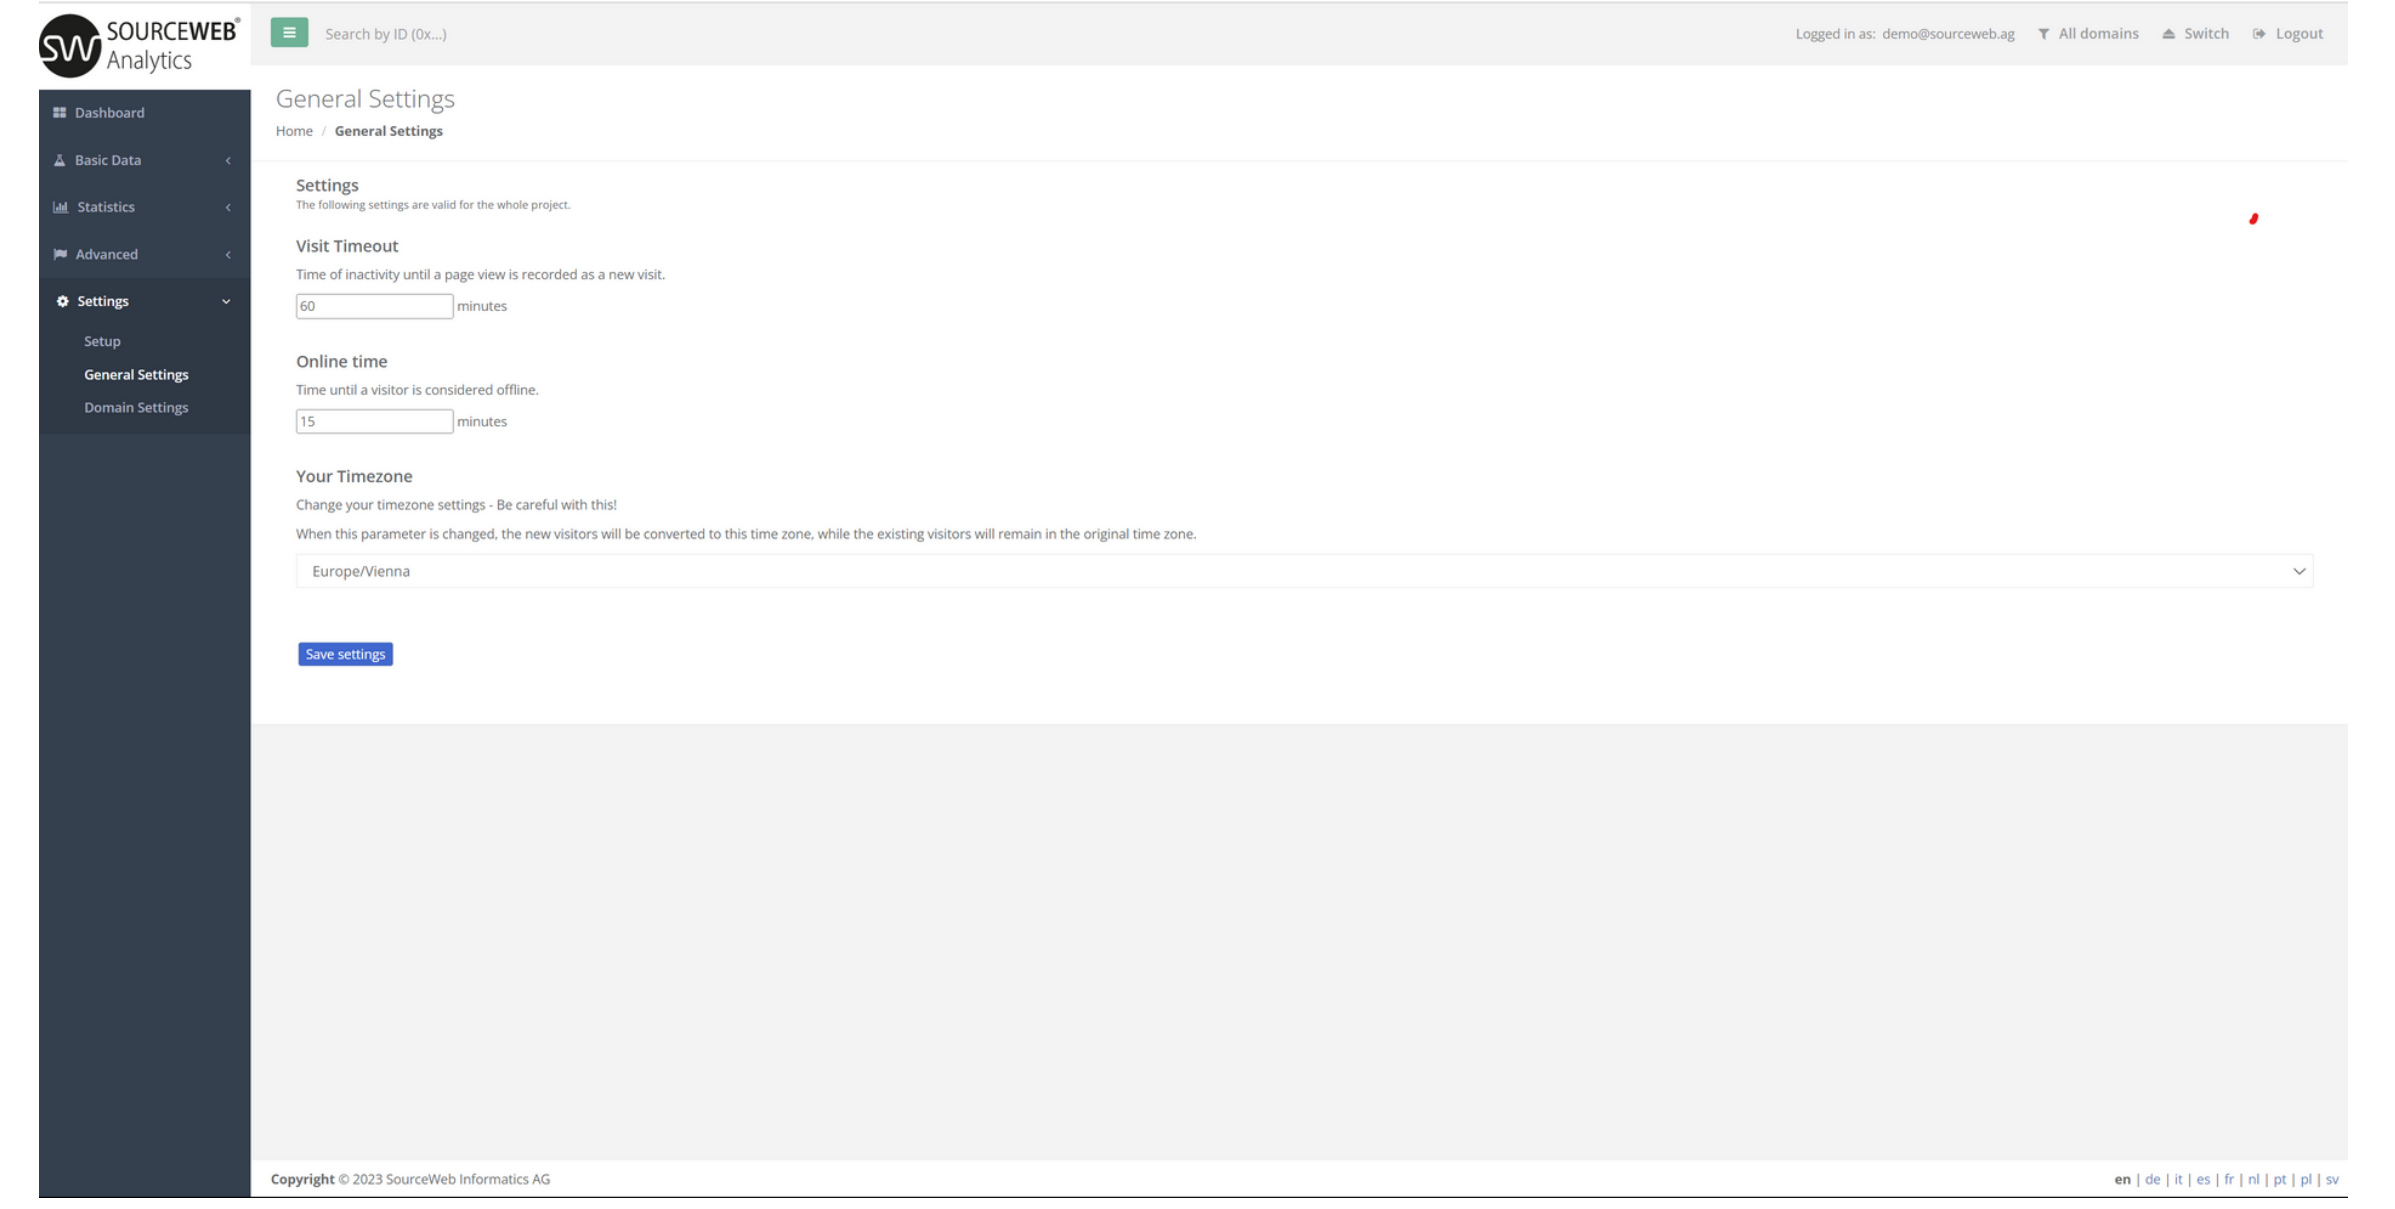 SOURCEWEB®
Analytics
Search by ID (0x...)
Logged in as: demo@sourceweb.ag All domains Switch Logout
Dashboard
Basic Data
Statistics
Advanced
Settings
Setup
General Settings
Domain Settings
General Settings
Home / General Settings
Settings
The following settings are valid for the whole project.
Visit Timeout
Time of inactivity until a page view is recorded as a new visit.
60 minutes
Online time
Time until a visitor is considered offline.
15 minutes
Your Timezone
Change your timezone settings - Be careful with this!
When this parameter is changed, the new visitors will be converted to this time zone, while the existing visitors will remain in the original time zone.
Europe/Vienna
Save settings
Copyright © 2023 SourceWeb Informatics AG
en | de | it | es | fr | nl | pt | pl | sv